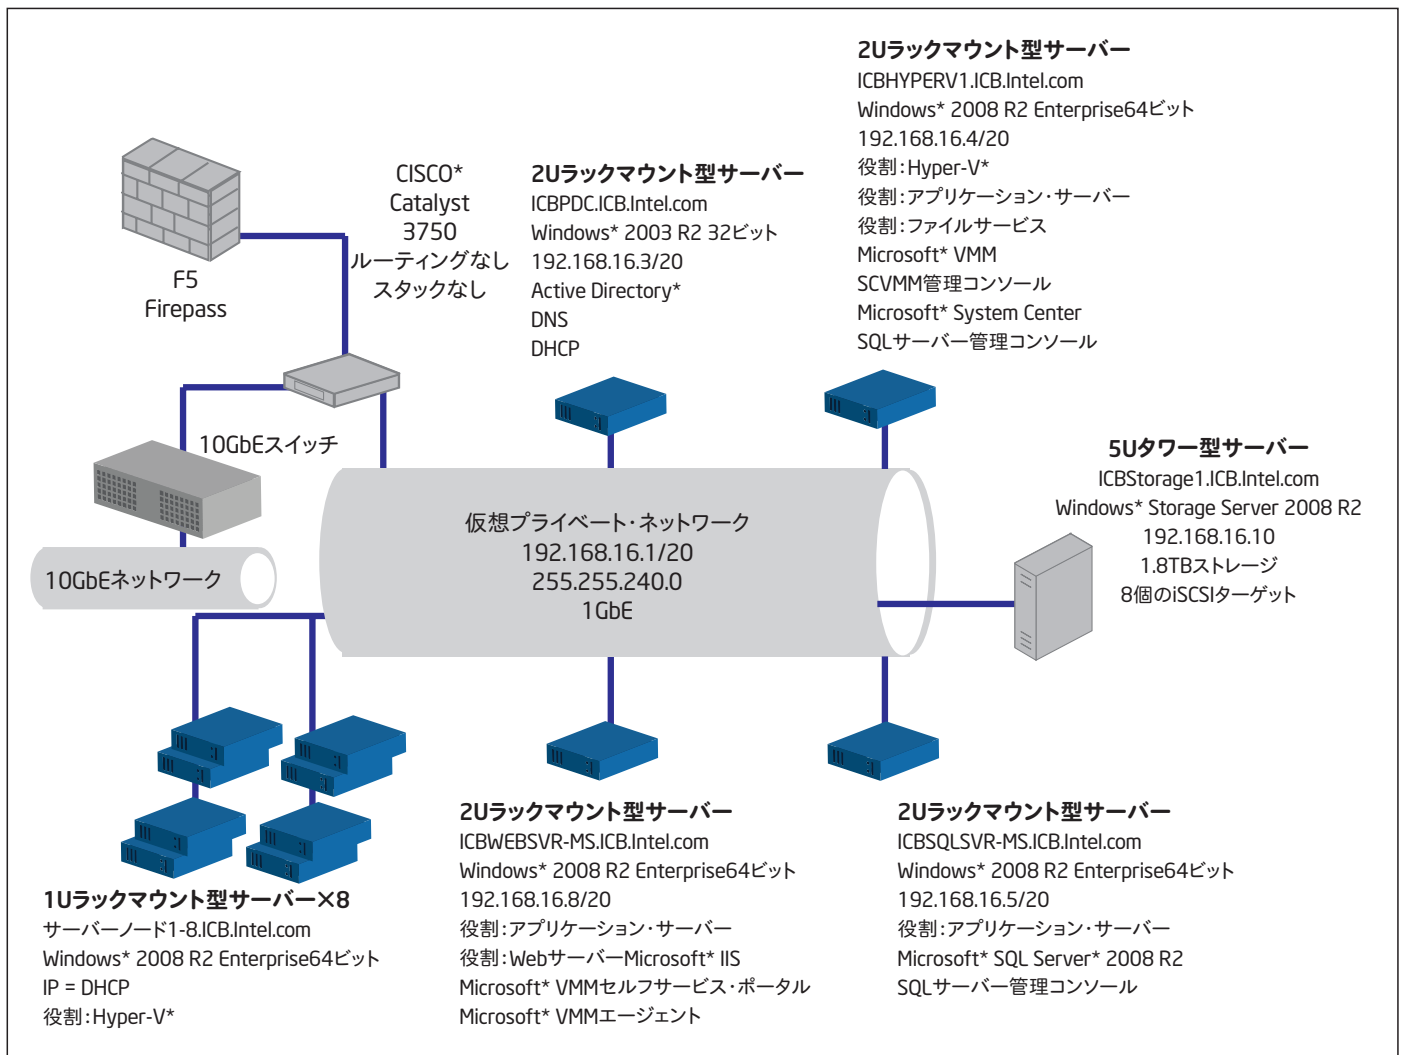 F5
Firepass
CISCO*
Catalyst
3750
ルーティングなし
スタックなし
2Uラックマウント型サーバー
ICBPDC.ICB.Intel.com
Windows* 2003 R2 32ビット
192.168.16.3/20
Active Directory*
DNS
DHCP
2Uラックマウント型サーバー
ICBHYPERV1.ICB.Intel.com
Windows* 2008 R2 Enterprise64ビット
192.168.16.4/20
役割:Hyper-V*
役割:アプリケーション・サーバー
役割:ファイルサービス
Microsoft* VMM
SCVMM管理コンソール
Microsoft* System Center
SQLサーバー管理コンソール
10GbEスイッチ
10GbEネットワーク
仮想プライベート・ネットワーク
192.168.16.1/20
255.255.240.0
1GbE
5Uタワー型サーバー
ICBStorage1.ICB.Intel.com
Windows* Storage Server 2008 R2
192.168.16.10
1.8TBストレージ
8個のiSCSIターゲット
1Uラックマウント型サーバー×8
サーバーノード1-8.ICB.Intel.com
Windows* 2008 R2 Enterprise64ビット
IP = DHCP
役割:Hyper-V*
2Uラックマウント型サーバー
ICBWEBSVR-MS.ICB.Intel.com
Windows* 2008 R2 Enterprise64ビット
192.168.16.8/20
役割:アプリケーション・サーバー
役割:WebサーバーMicrosoft* IIS
Microsoft* VMMセルフサービス・ポータル
Microsoft* VMMエージェント
2Uラックマウント型サーバー
ICBSQLSVR-MS.ICB.Intel.com
Windows* 2008 R2 Enterprise64ビット
192.168.16.5/20
役割:アプリケーション・サーバー
Microsoft* SQL Server* 2008 R2
SQLサーバー管理コンソール